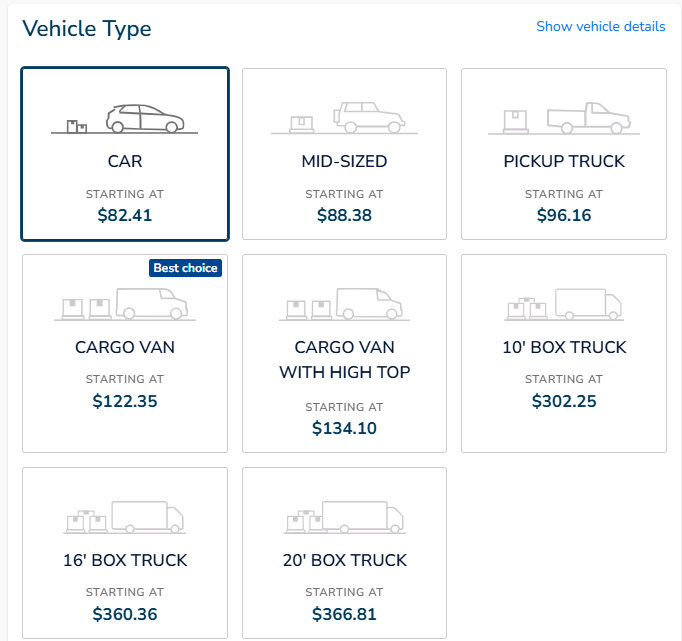 Vehicle Type
Show vehicle details
CAR
STARTING AT
$82.41
MID-SIZED
STARTING AT
$88.38
PICKUP TRUCK
STARTING AT
$96.16
Best choice
CARGO VAN
STARTING AT
$122.35
CARGO VAN
WITH HIGH TOP
STARTING AT
$134.10
10' BOX TRUCK
STARTING AT
$302.25
16' BOX TRUCK
STARTING AT
$360.36
20' BOX TRUCK
STARTING AT
$366.81